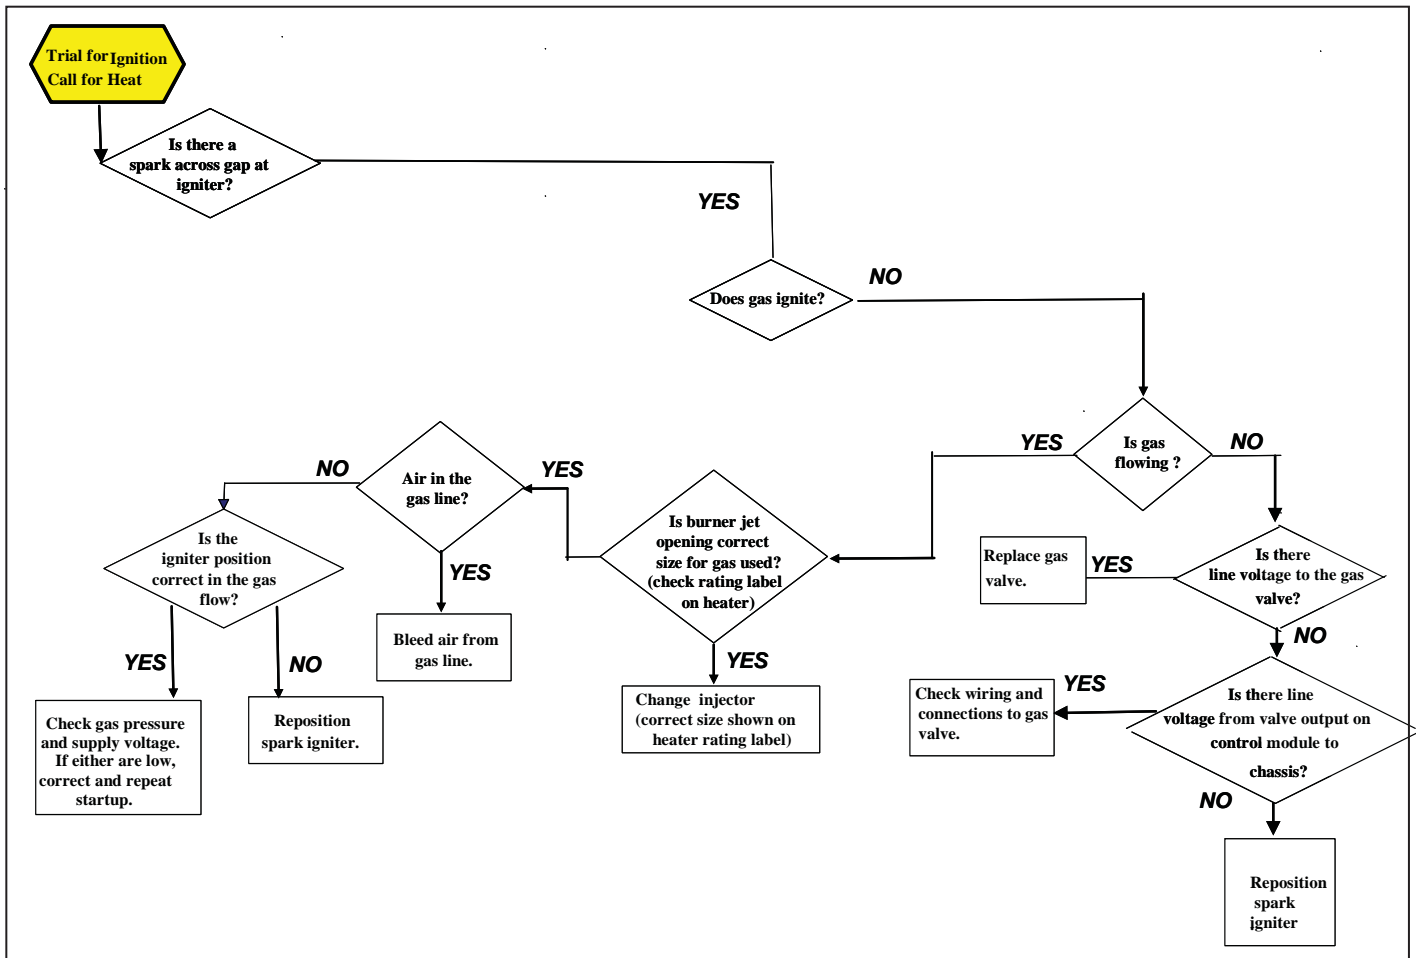 Trial for Ignition
Call for Heat
Is there a
spark across gap at
igniter?
YES
Does gas ignite?
NO
Is gas
flowing ?
YES
NO
Air in the
gas line?
NO
YES
YES
Is burner jet
opening correct
size for gas used?
(check rating label
on heater)
YES
Is the
igniter position
correct in the gas
flow?
YES
NO
Bleed air from
gas line.
Replace gas
valve.
YES
Is there
line voltage to the gas
valve?
NO
Check gas pressure
and supply voltage.
If either are low,
correct and repeat
startup.
Reposition
spark igniter.
Change injector
(correct size shown on
heater rating label)
Check wiring and
connections to gas
valve.
YES
Is there line
voltage from valve output on
control module to
chassis?
NO
Reposition
spark
igniter